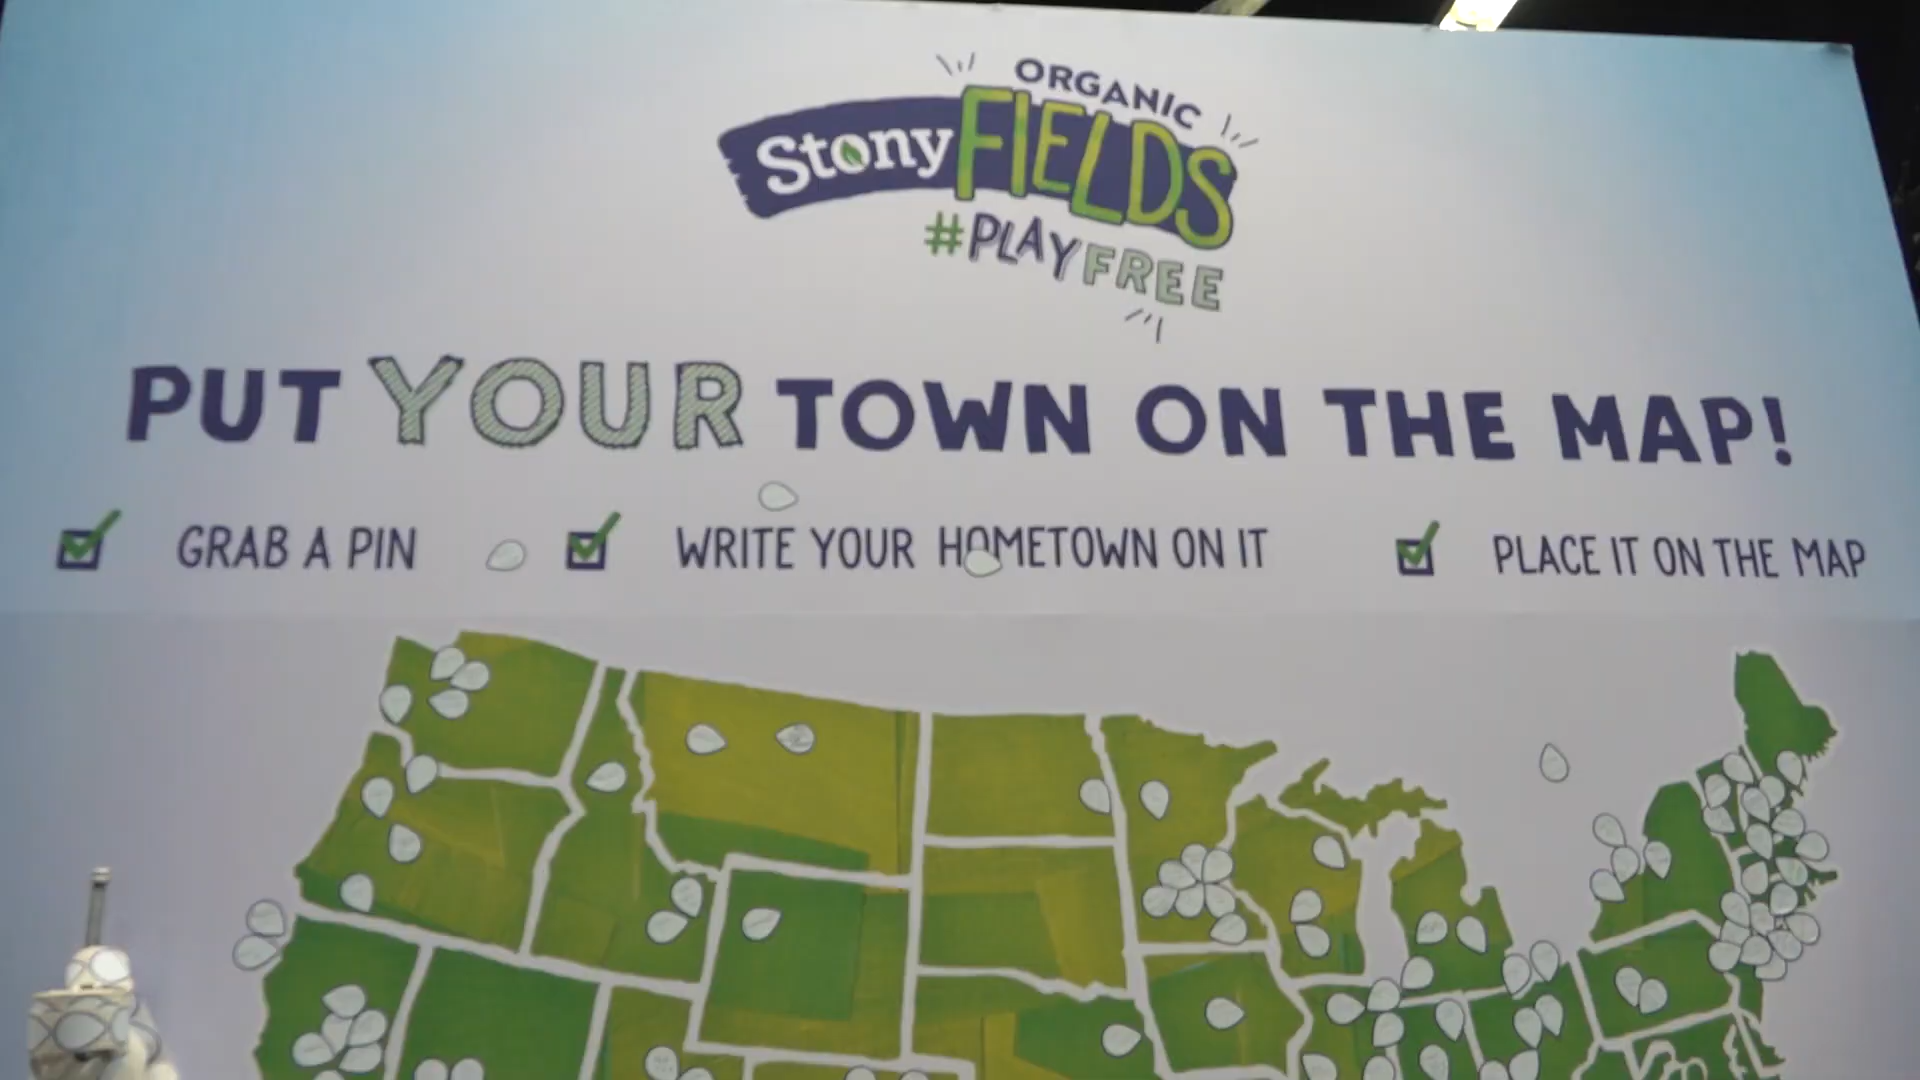 ORGANIC
Stony FIELDS
#PLAYFREE
PUT YOUR TOWN ON THE MAP!
GRAB A PIN WRITE YOUR HOMETOWN ON IT PLACE IT ON THE MAP